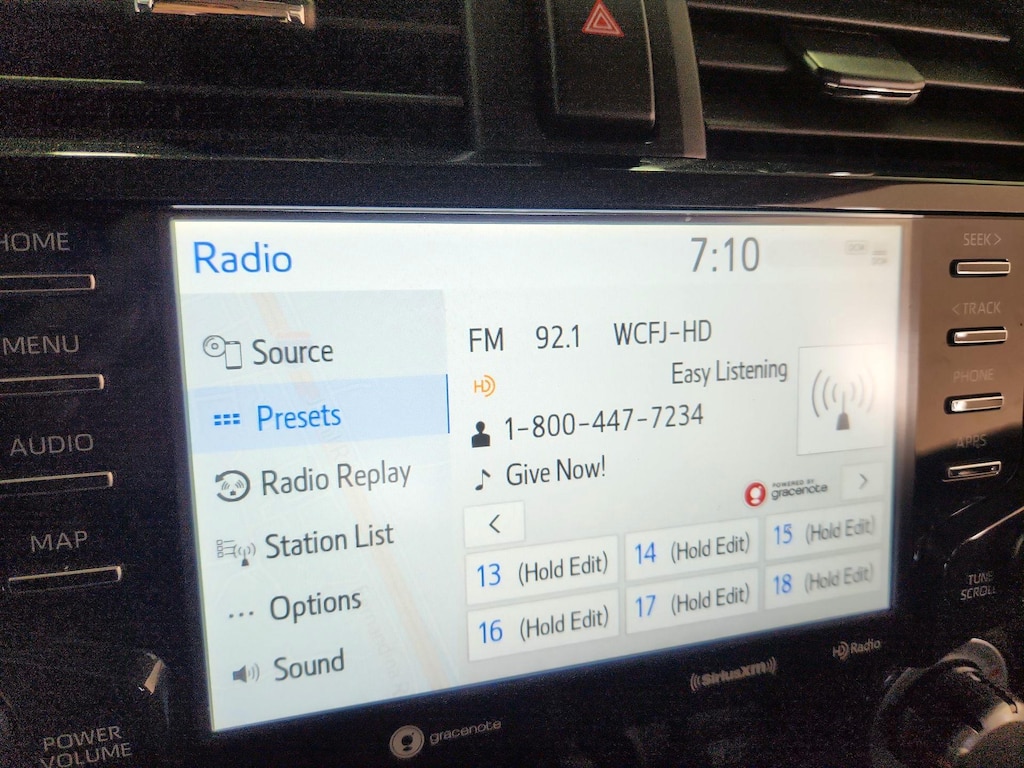 HOME
MENU
AUDIO
MAP
POWER
VOLUME
Radio
7:10
Source
Presets
Radio Replay
Station List
Options
Sound
FM 92.1 WCFJ-HD
HD
Easy Listening
1-800-447-7234
Give Now!
POWERED BY
gracenote
<
>
13 (Hold Edit)
14 (Hold Edit)
15 (Hold Edit)
16 (Hold Edit)
17 (Hold Edit)
18 (Hold Edit)
gracenote
SiriusXM
HD Radio
SEEK >
< TRACK
PHONE
APPS
TUNE
SCROLL